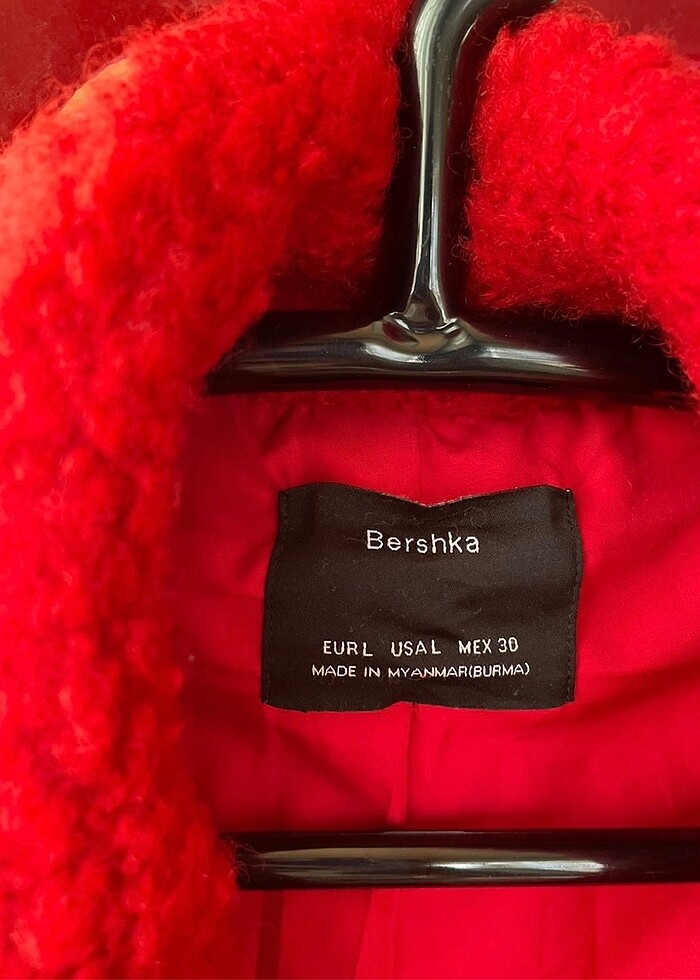 Bershka
EUR L USA L MEX 30
MADE IN MYANMAR(BURMA)